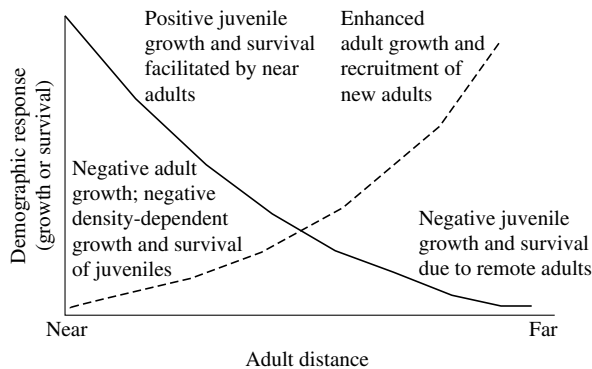 Positive juvenile
growth and survival
facilitated by near
adults
Enhanced
adult growth and
recruitment of
new adults
Negative adult
growth; negative
density-dependent
growth and survival
of juveniles
Negative juvenile
growth and survival
due to remote adults
Demographic response
(growth or survival)
Near
Far
Adult distance